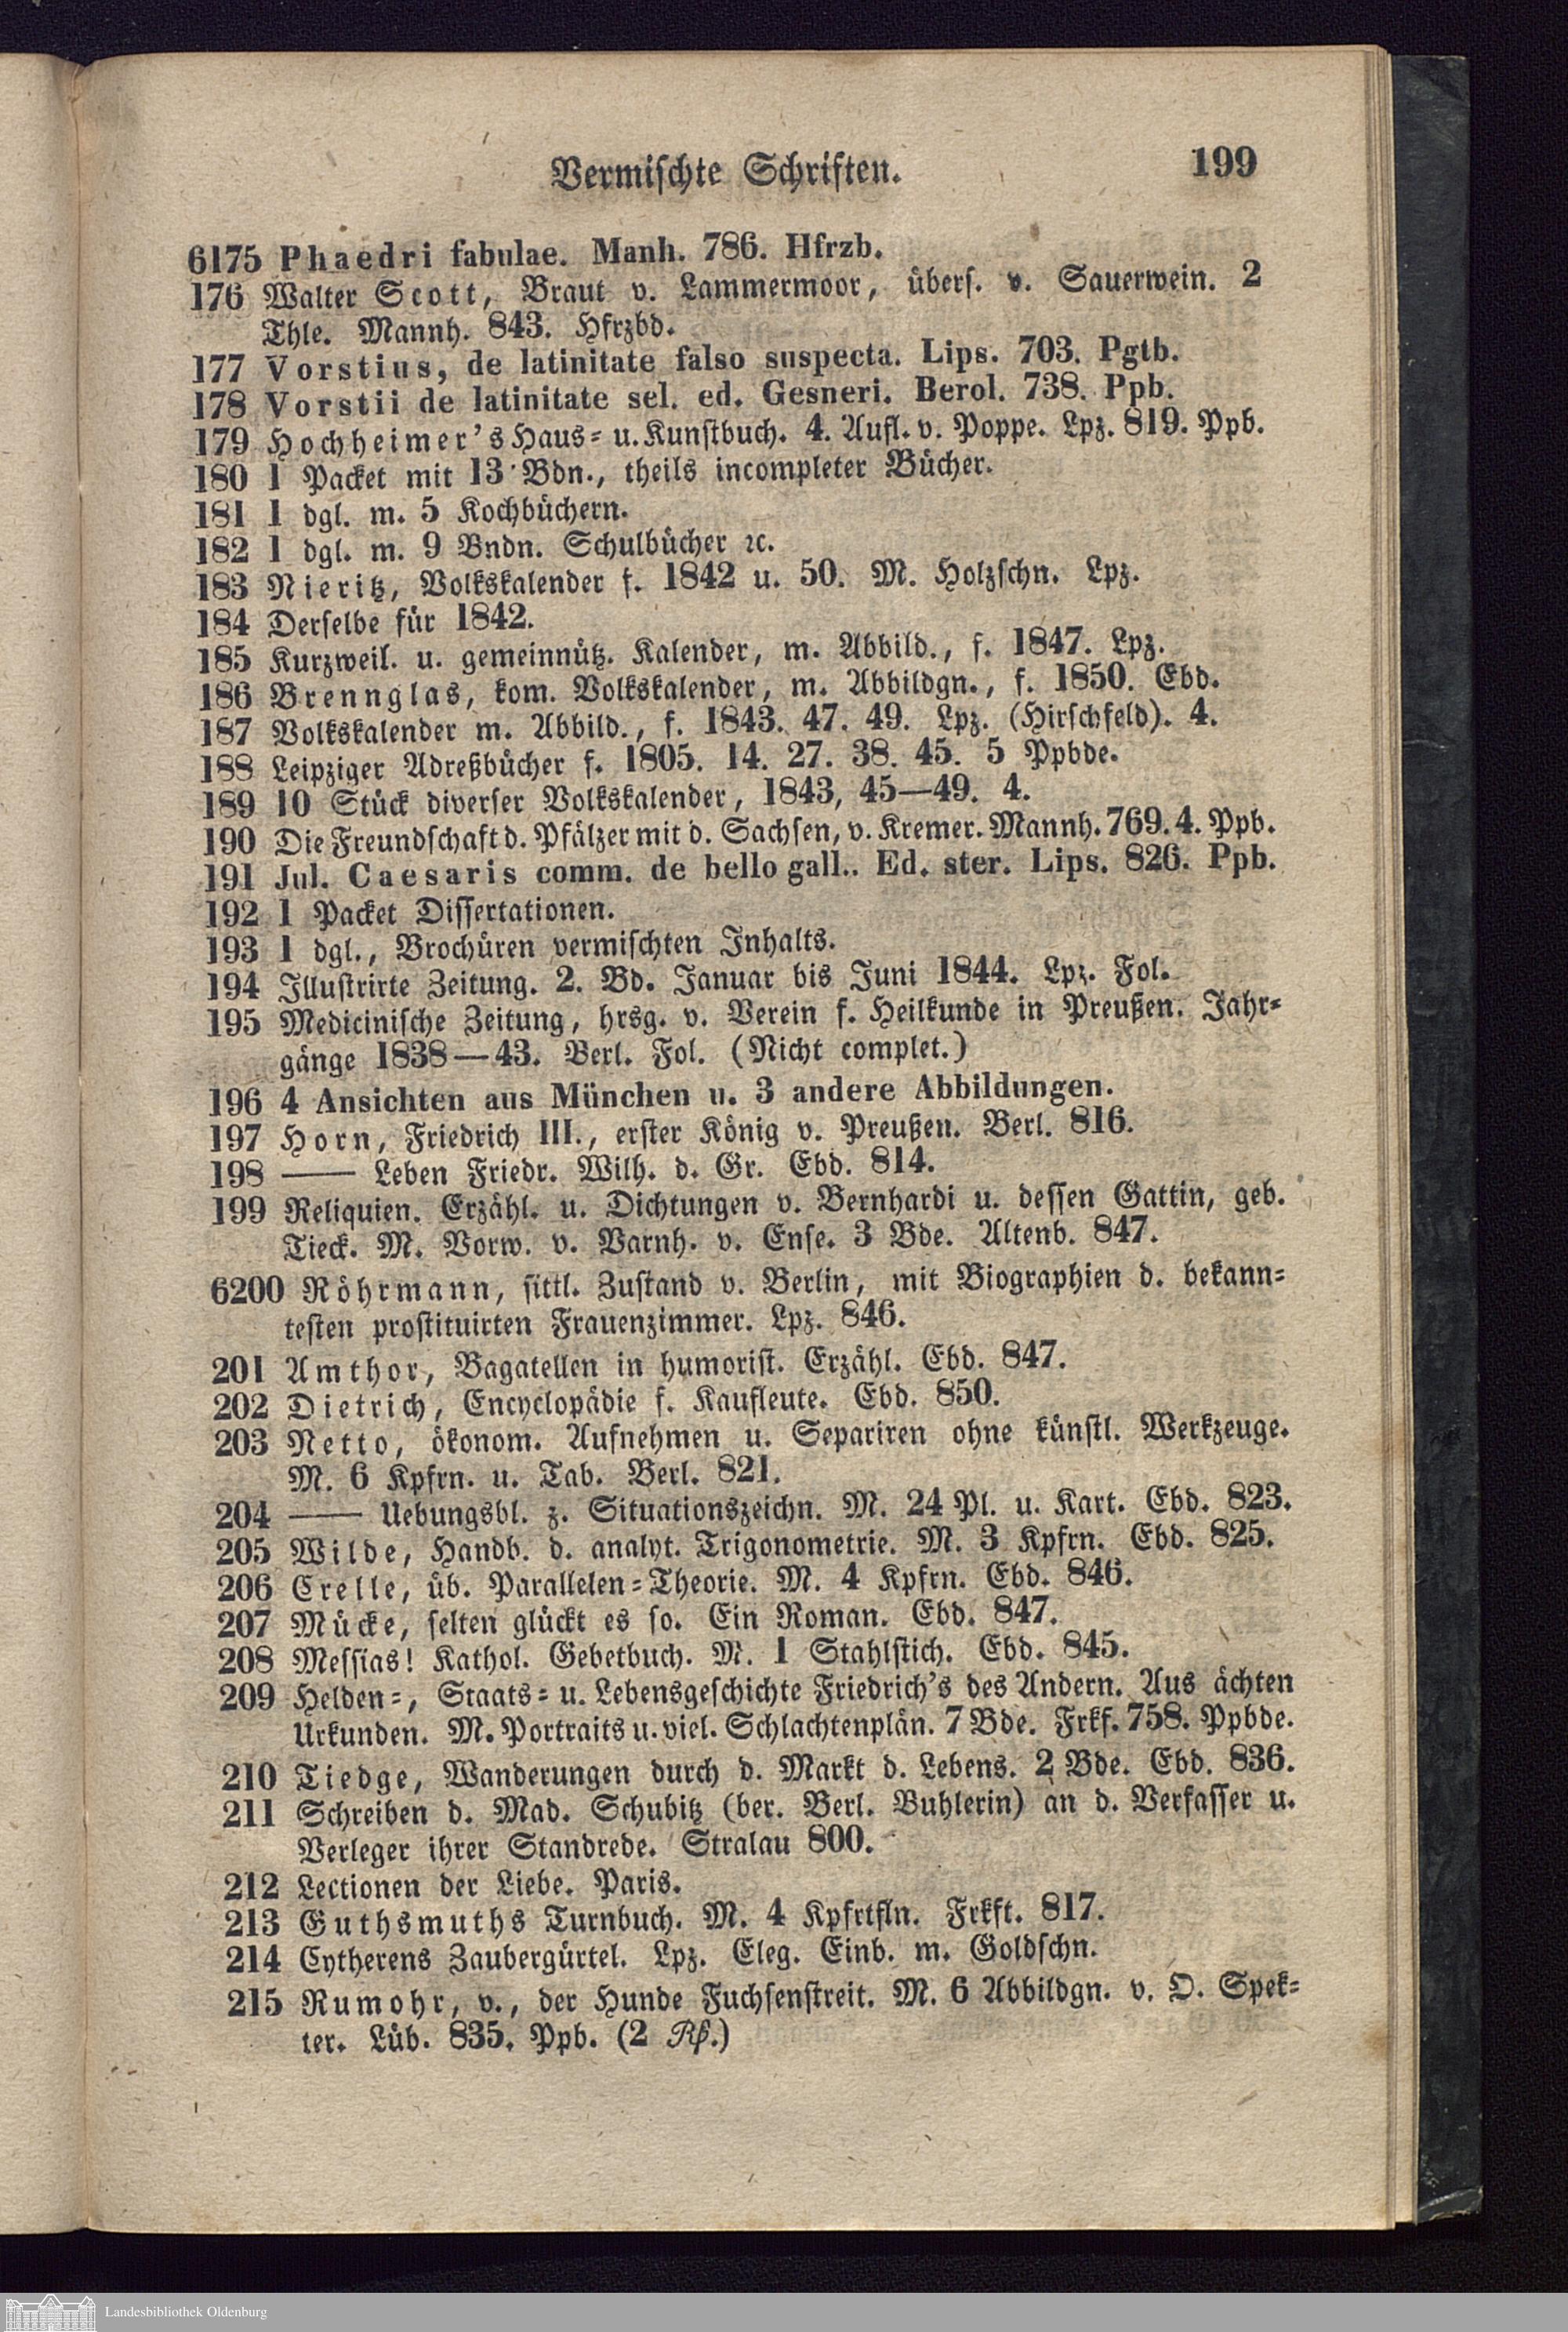 Vermischte Schriften. 199
6175 Phaedri fabulae. Manh. 786. Hfrzb.
176 Walter Scott, Braut v. Lammermoor, übers. v. Sauerwein. 2
Thle. Mannh. 843. Hfrzbd.
177 Vorstius, de latinitate falso suspecta. Lips. 703. Pgtb.
178 Vorstii de latinitate sel. ed. Gesneri. Berol. 738. Ppb.
179 Hochheimer's Haus- u. Kunstbuch. 4. Aufl. v. Poppe. Lpz. 819. Ppb.
180 1 Packet mit 13 Bdn., theils incompleter Bücher.
181 1 dgl. m. 5 Kochbüchern.
182 1 dgl. m. 9 Bndn. Schulbücher ꝛc.
183 Nieritz, Volkskalender f. 1842 u. 50. M. Holzschn. Lpz.
184 Derselbe für 1842.
185 Kurzweil. u. gemeinnütz. Kalender, m. Abbild., f. 1847. Lpz.
186 Brennglas, kom. Volkskalender, m. Abbildgn., f. 1850. Ebd.
187 Volkskalender m. Abbild., f. 1843. 47. 49. Lpz. (Hirschfeld). 4.
188 Leipziger Adreßbücher f. 1805. 14. 27. 38. 45. 5 Ppbde.
189 10 Stück diverser Volkskalender, 1843, 45—49. 4.
190 Die Freundschaft d. Pfälzer mit d. Sachsen, v. Kremer. Mannh. 769. 4. Ppb.
191 Jul. Caesaris comm. de bello gall.. Ed. ster. Lips. 826. Ppb.
192 1 Packet Dissertationen.
193 1 dgl., Brochüren vermischten Inhalts.
194 Illustrirte Zeitung. 2. Bd. Januar bis Juni 1844. Lpz. Fol.
195 Medicinische Zeitung, hrsg. v. Verein f. Heilkunde in Preußen. Jahr-
gänge 1838—43. Berl. Fol. (Nicht complet.)
196 4 Ansichten aus München u. 3 andere Abbildungen.
197 Horn, Friedrich III., erster König v. Preußen. Berl. 816.
198 —— Leben Friedr. Wilh. d. Gr. Ebd. 814.
199 Reliquien. Erzähl. u. Dichtungen v. Bernhardi u. dessen Gattin, geb.
Tieck. M. Vorw. v. Varnh. v. Ense. 3 Bde. Altenb. 847.
6200 Röhrmann, sittl. Zustand v. Berlin, mit Biographien d. bekann-
testen prostituirten Frauenzimmer. Lpz. 846.
201 Amthor, Bagatellen in humorist. Erzähl. Ebd. 847.
202 Dietrich, Encyclopädie f. Kaufleute. Ebd. 850.
203 Netto, ökonom. Aufnehmen u. Separiren ohne künstl. Werkzeuge.
M. 6 Kpfrn. u. Tab. Berl. 821.
204 —— Uebungsbl. z. Situationszeichn. M. 24 Pl. u. Kart. Ebd. 823.
205 Wilde, Handb. d. analyt. Trigonometrie. M. 3 Kpfrn. Ebd. 825.
206 Crelle, üb. Parallelen-Theorie. M. 4 Kpfrn. Ebd. 846.
207 Mücke, selten glückt es so. Ein Roman. Ebd. 847.
208 Messias! Kathol. Gebetbuch. M. 1 Stahlstich. Ebd. 845.
209 Helden-, Staats- u. Lebensgeschichte Friedrich's des Andern. Aus ächten
Urkunden. M. Portraits u. viel. Schlachtenplän. 7 Bde. Frkf. 758. Ppbde.
210 Tiedge, Wanderungen durch d. Markt d. Lebens. 2 Bde. Ebd. 836.
211 Schreiben d. Mad. Schubitz (ber. Berl. Buhlerin) an d. Verfasser u.
Verleger ihrer Standrede. Stralau 800.
212 Lectionen der Liebe. Paris.
213 Guthsmuths Turnbuch. M. 4 Kpfrtfln. Frkft. 817.
214 Cytherens Zaubergürtel. Lpz. Eleg. Einb. m. Goldschn.
215 Rumohr, v., der Hunde Fuchsenstreit. M. 6 Abbildgn. v. O. Spek-
ter. Lüb. 835. Ppb. (2 Rß.)
Landesbibliothek Oldenburg